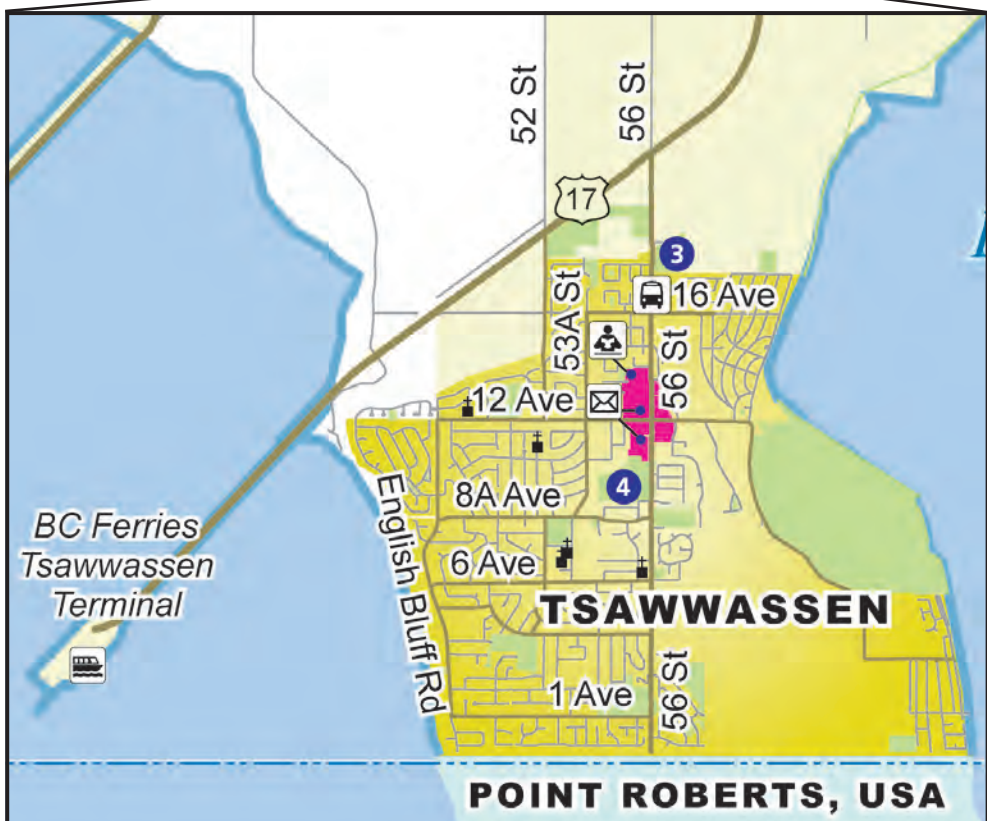 52 St
56 St
17
3
16 Ave
53A St
56 St
12 Ave
4
8A Ave
English Bluff Rd
BC Ferries
Tsawwassen
Terminal
6 Ave
TSAWWASSEN
1 Ave
56 St
POINT ROBERTS, USA